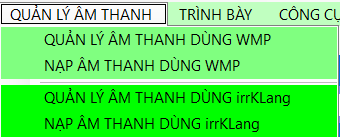 QUẢN LÝ ÂM THANH TRÌNH BÀY CÔNG CỤ
QUẢN LÝ ÂM THANH DÙNG WMP
NẠP ÂM THANH DÙNG WMP
QUẢN LÝ ÂM THANH DÙNG irrKLang
NẠP ÂM THANH DÙNG irrKLang